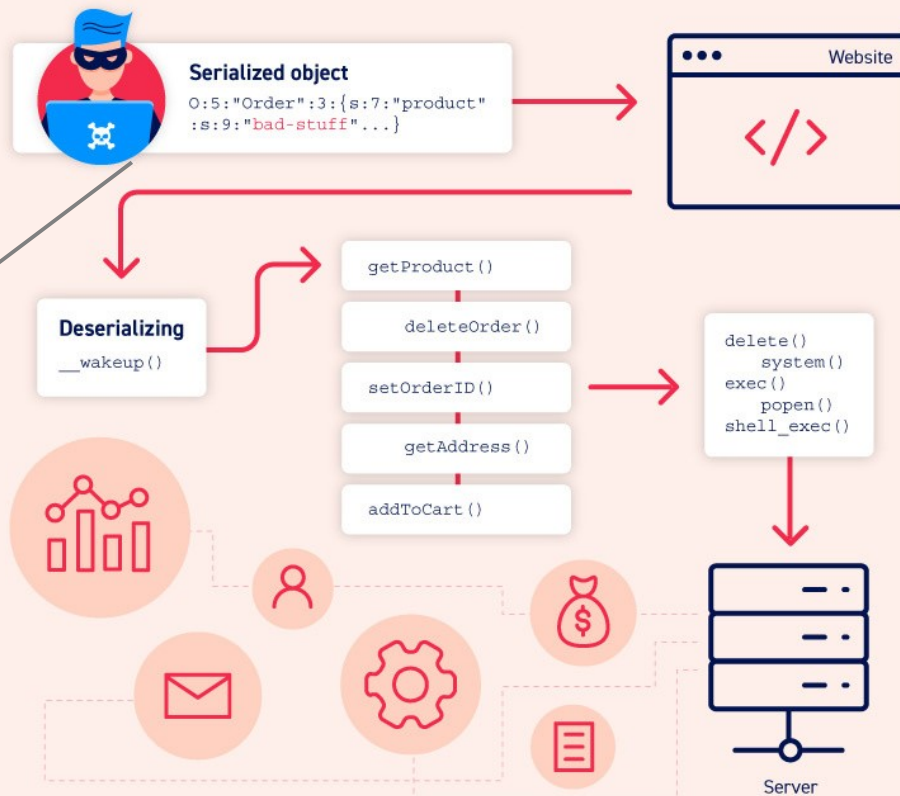 Serialized object
O:5:"Order":3:{s:7:"product"
:s:9:"bad-stuff"...}
Website
</>
Deserializing
__wakeup()
getProduct()
deleteOrder()
setOrderID()
getAddress()
addToCart()
delete()
system()
exec()
popen()
shell_exec()
$
Server